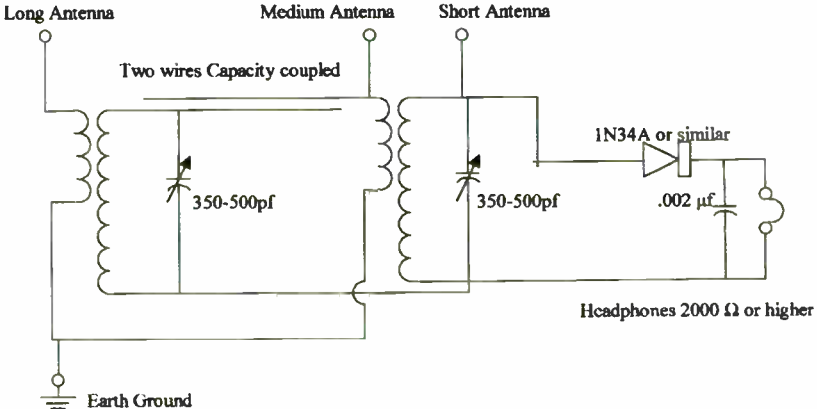 Long Antenna
Medium Antenna
Short Antenna
Two wires Capacity coupled
1N34A or similar
350-500pf
350-500pf
.002 µf
Headphones 2000 Ω or higher
Earth Ground